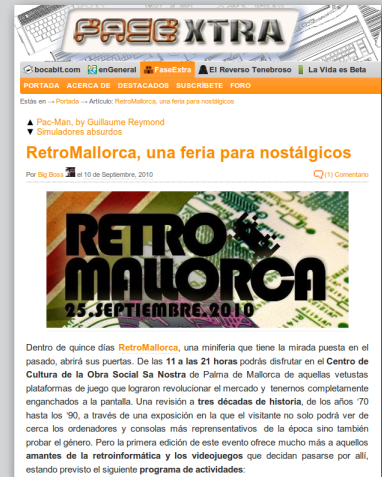 FASE XTRA
bocabit.com enGeneral FaseExtra El Reverso Tenebroso La Vida es Beta
PORTADA ACERCA DE DESTACADOS SUSCRÍBETE FORO
Estás en --> Portada --> Artículo: RetroMallorca, una feria para nostálgicos
▲ Pac-Man, by Guillaume Reymond
▼ Simuladores absurdos
RetroMallorca, una feria para nostálgicos
Por Big Boss el 10 de Septiembre, 2010 (1) Comentario
RETRO
MALLORCA
25.SEPTIEMBRE.2010
Dentro de quince días RetroMallorca, una miniferia que tiene la mirada puesta en el
pasado, abrirá sus puertas. De las 11 a las 21 horas podrás disfrutar en el Centro de
Cultura de la Obra Social Sa Nostra de Palma de Mallorca de aquellas vetustas
plataformas de juego que lograron revolucionar el mercado y tenernos completamente
enganchados a la pantalla. Una revisión a tres décadas de historia, de los años '70
hasta los '90, a través de una exposición en la que el visitante no solo podrá ver de
cerca los ordenadores y consolas más reprensentativos de la época sino también
probar el género. Pero la primera edición de este evento ofrece mucho más a aquellos
amantes de la retroinformática y los videojuegos que decidan pasarse por allí,
estando previsto el siguiente programa de actividades: